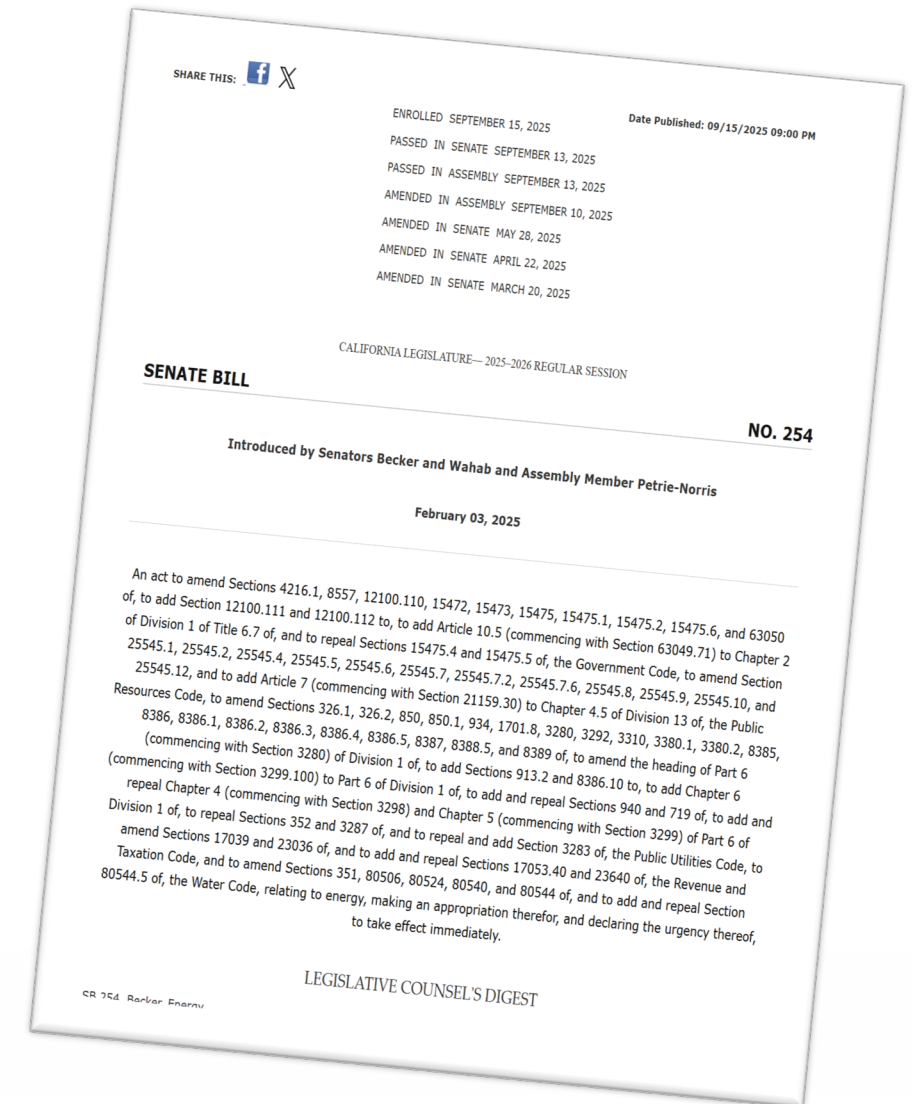 SHARE THIS:
Date Published: 09/15/2025 09:00 PM
ENROLLED SEPTEMBER 15, 2025
PASSED IN SENATE SEPTEMBER 13, 2025
PASSED IN ASSEMBLY SEPTEMBER 13, 2025
AMENDED IN ASSEMBLY SEPTEMBER 10, 2025
AMENDED IN SENATE MAY 28, 2025
AMENDED IN SENATE APRIL 22, 2025
AMENDED IN SENATE MARCH 20, 2025
CALIFORNIA LEGISLATURE— 2025–2026 REGULAR SESSION
SENATE BILL
NO. 254
Introduced by Senators Becker and Wahab and Assembly Member Petrie-Norris
February 03, 2025
An act to amend Sections 4216.1, 8557, 12100.110, 15472, 15473, 15475, 15475.1, 15475.2, 15475.6, and 63050
of, to add Section 12100.111 and 12100.112 to, to add Article 10.5 (commencing with Section 63049.71) to Chapter 2
of Division 1 of Title 6.7 of, and to repeal Sections 15475.4 and 15475.5 of, the Government Code, to amend Section
25545.1, 25545.2, 25545.4, 25545.5, 25545.6, 25545.7, 25545.7.2, 25545.7.6, 25545.8, 25545.9, 25545.10, and
25545.12, and to add Article 7 (commencing with Section 21159.30) to Chapter 4.5 of Division 13 of, the Public
Resources Code, to amend Sections 326.1, 326.2, 850, 850.1, 934, 1701.8, 3280, 3292, 3310, 3380.1, 3380.2, 8385,
8386, 8386.1, 8386.2, 8386.3, 8386.4, 8386.5, 8387, 8388.5, and 8389 of, to amend the heading of Part 6
(commencing with Section 3280) of Division 1 of, to add Sections 913.2 and 8386.10 to, to add Chapter 6
(commencing with Section 3299.100) to Part 6 of Division 1 of, to add and repeal Sections 940 and 719 of, to add and
repeal Chapter 4 (commencing with Section 3298) and Chapter 5 (commencing with Section 3299) of Part 6 of
Division 1 of, to repeal Sections 352 and 3287 of, and to repeal and add Section 3283 of, the Public Utilities Code, to
amend Sections 17039 and 23036 of, and to add and repeal Sections 17053.40 and 23640 of, the Revenue and
Taxation Code, and to amend Sections 351, 80506, 80524, 80540, and 80544 of, and to add and repeal Section
80544.5 of, the Water Code, relating to energy, making an appropriation therefor, and declaring the urgency thereof,
to take effect immediately.
LEGISLATIVE COUNSEL'S DIGEST
SB 254, Becker. Energy.